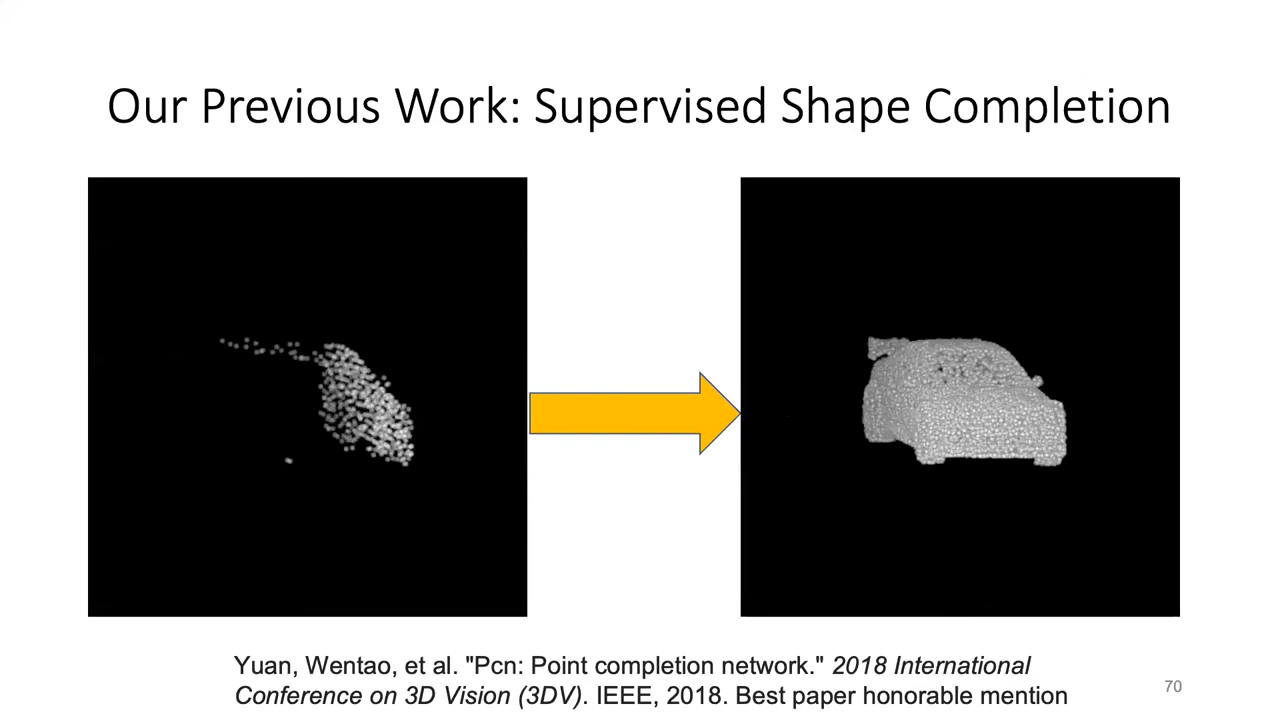 Our Previous Work: Supervised Shape Completion
Yuan, Wentao, et al. "Pcn: Point completion network." 2018 International
Conference on 3D Vision (3DV). IEEE, 2018. Best paper honorable mention
70